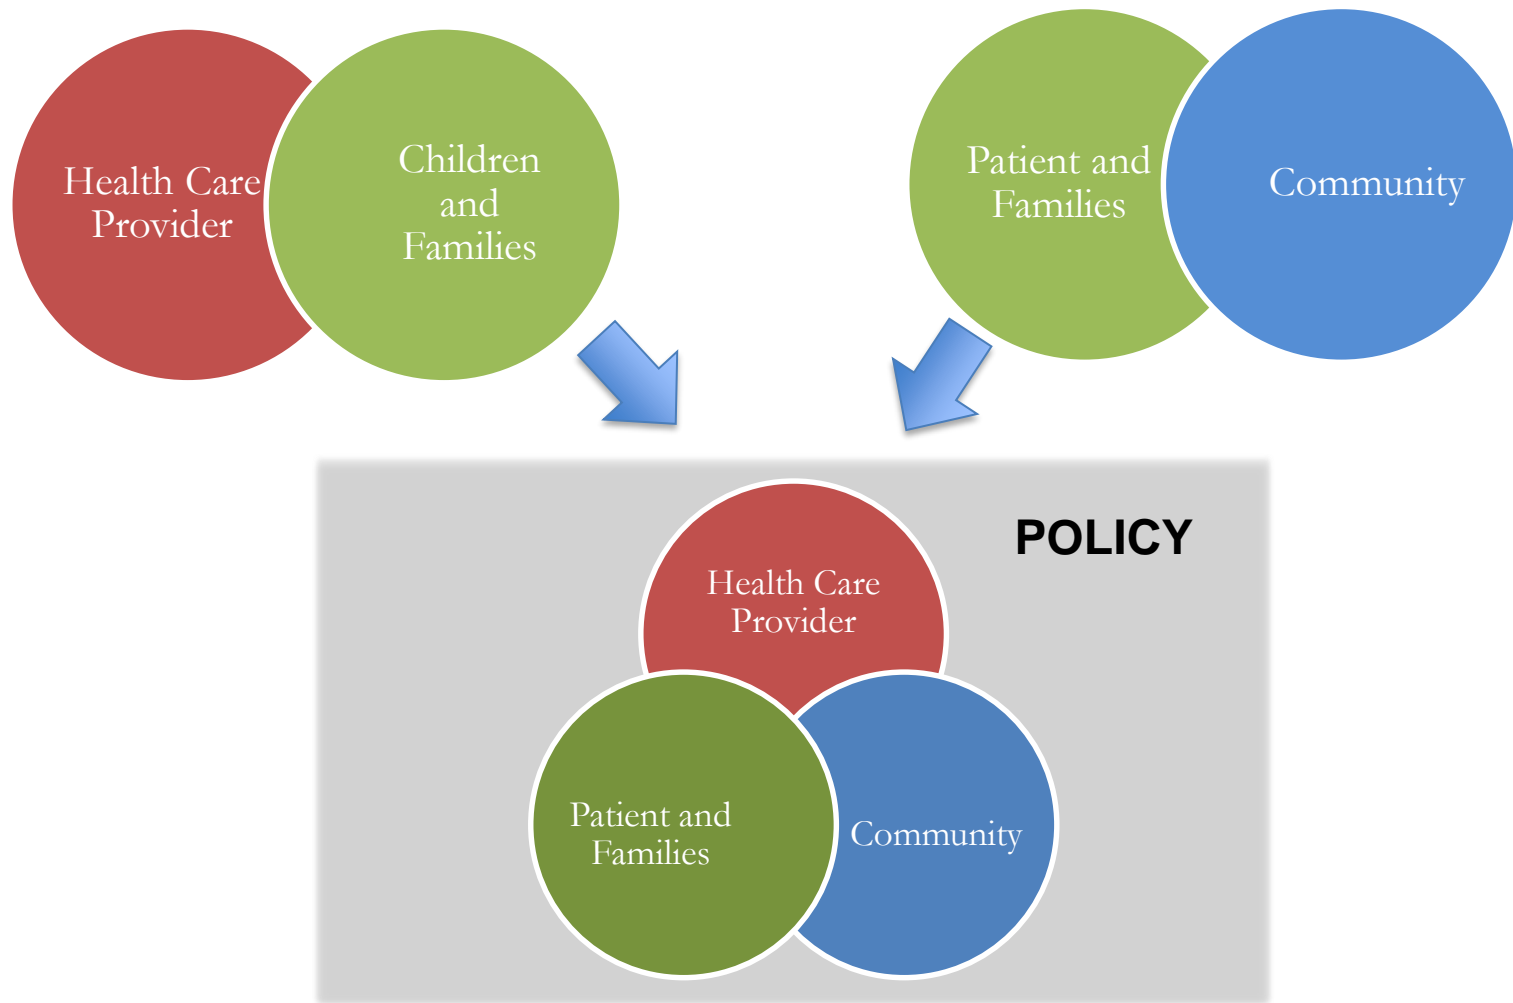 Health Care
Provider
Children
and
Families
Patient and
Families
Community
POLICY
Health Care
Provider
Patient and
Families
Community